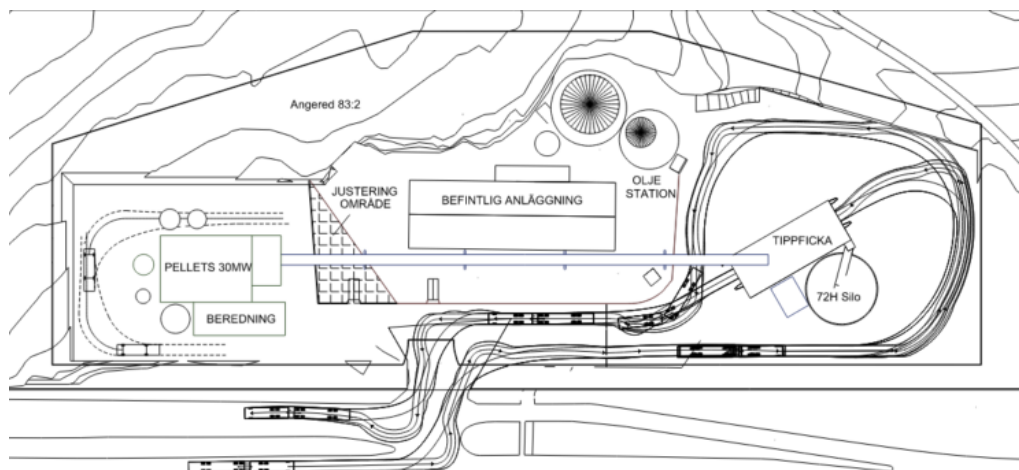 Angered 83:2
JUSTERING
OMRÅDE
BEFINTLIG ANLÄGGNING
OLJE
STATION
TIPPFICKA
PELLETS 30MW
72H Silo
BEREDNING